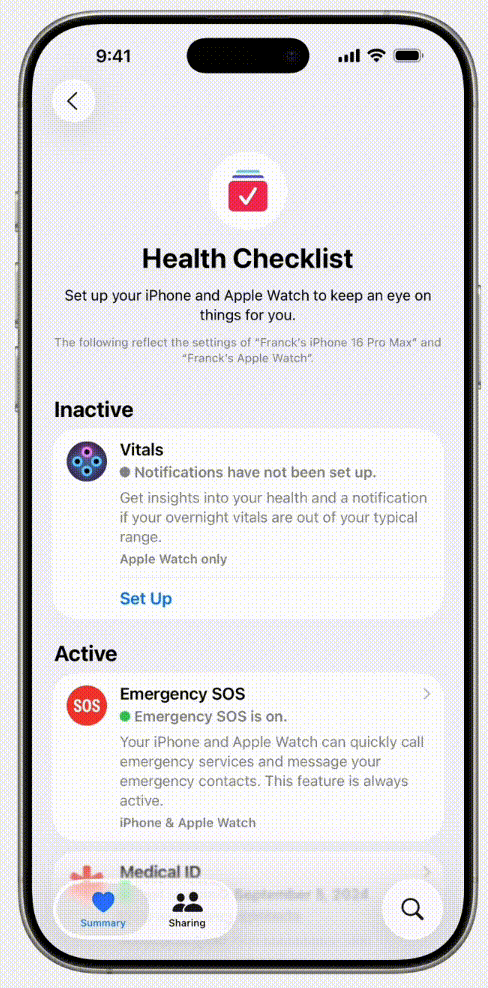 9:41
Health Checklist
Set up your iPhone and Apple Watch to keep an eye on
things for you.
The following reflect the settings of “Franck's iPhone 16 Pro Max” and
“Franck's Apple Watch”.
Inactive
Vitals
Notifications have not been set up.
Get insights into your health and a notification
if your overnight vitals are out of your typical
range.
Apple Watch only
Set Up
Active
SOS
Emergency SOS
Emergency SOS is on.
Your iPhone and Apple Watch can quickly call
emergency services and message your
emergency contacts. This feature is always
active.
iPhone & Apple Watch
Medical ID
September 5, 2024
Summary
Sharing